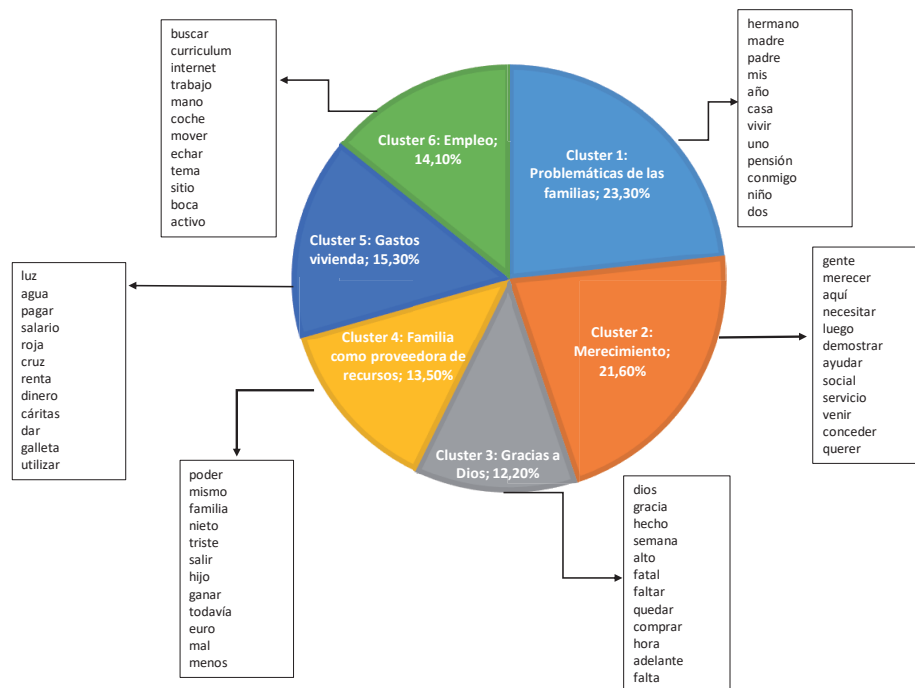 buscar
curriculum
internet
trabajo
mano
coche
mover
echar
tema
sitio
boca
activo
hermano
madre
padre
mis
año
casa
vivir
uno
pensión
conmigo
niño
dos
Cluster 6: Empleo;
14,10%
Cluster 1:
Problemáticas de las
familias; 23,30%
Cluster 5: Gastos
vivienda; 15,30%
Cluster 2:
Merecimiento;
21,60%
Cluster 4: Familia
como proveedora de
recursos; 13,50%
Cluster 3: Gracias a
Dios; 12,20%
luz
agua
pagar
salario
roja
cruz
renta
dinero
cáritas
dar
galleta
utilizar
gente
merecer
aquí
necesitar
luego
demostrar
ayudar
social
servicio
venir
conceder
querer
poder
mismo
familia
nieto
triste
salir
hijo
ganar
todavía
euro
mal
menos
dios
gracia
hecho
semana
alto
fatal
faltar
quedar
comprar
hora
adelante
falta